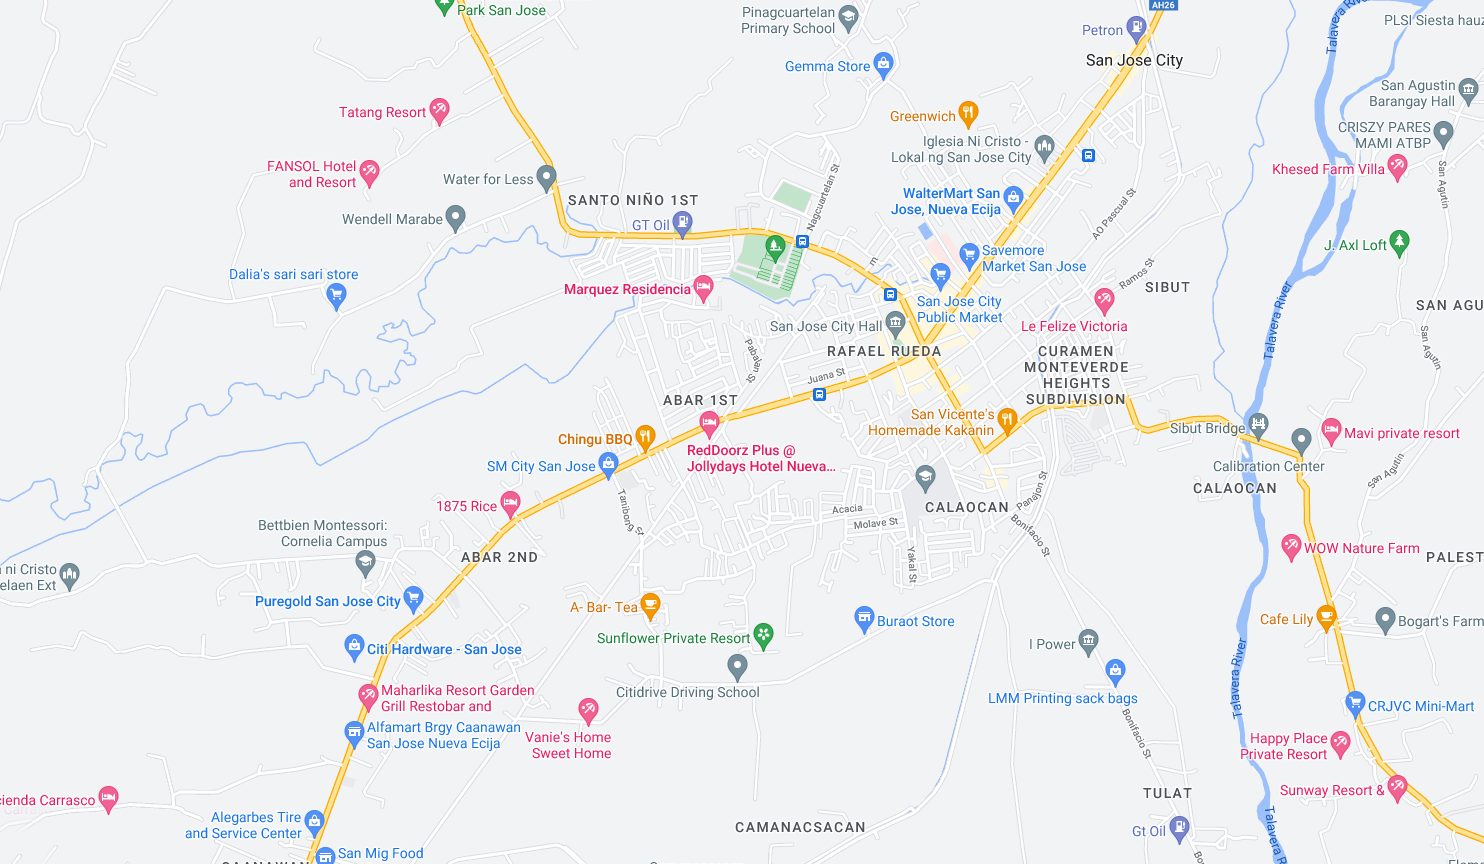 Park San Jose
Pinagcuartelan
Primary School
AH26
Petron
San Jose City
Talavera River
PLSI Siesta hauz
Gemma Store
Tatang Resort
Greenwich
San Agustin
Barangay Hall
CRISZY PARES
MAMI ATBP
Iglesia Ni Cristo -
Lokal ng San Jose City
FANSOL Hotel
and Resort
Water for Less
Khesed Farm Villa
San Agutin
SANTO NIÑO 1ST
Nagcuartelan St
WalterMart San
Jose, Nueva Ecija
AO Pascual St
Wendell Marabe
GT Oil
J. Axl Loft
Savemore
Market San Jose
m
Dalia's sari sari store
Marquez Residencia
Ramos St
SIBUT
San Jose City
Public Market
San Jose City Hall
Le Felize Victoria
Talavera River
SAN AGU
San Agutin
RAFAEL RUEDA
CURAMEN
MONTEVERDE
HEIGHTS
SUBDIVISION
Pabalan St
Juana St
ABAR 1ST
San Vicente's
Homemade Kakanin
Sibut Bridge
Mavi private resort
Chingu BBQ
RedDoorz Plus @
Jollydays Hotel Nueva...
SM City San Jose
Calibration Center
CALAOCAN
San Agutin
1875 Rice
Tanibong St
Acacia
Molave St
CALAOCAN
Panajon St
Bonifacio St
Bettbien Montessori:
Cornelia Campus
ABAR 2ND
Yakal St
WOW Nature Farm
PALEST
a ni Cristo
elaen Ext
Puregold San Jose City
A- Bar- Tea
Buraot Store
Cafe Lily
Bogart's Farm
Sunflower Private Resort
I Power
Citi Hardware - San Jose
Talavera River
Citidrive Driving School
LMM Printing sack bags
Maharlika Resort Garden
Grill Restobar and
CRJVC Mini-Mart
Alfamart Brgy Caanawan
San Jose Nueva Ecija
Vanie's Home
Sweet Home
Bonifacio St
Happy Place
Private Resort
cienda Carrasco
TULAT
Sunway Resort &
Alegarbes Tire
and Service Center
CAMANACSACAN
Gt Oil
Talavera R
San Mig Food
CAANAWAN